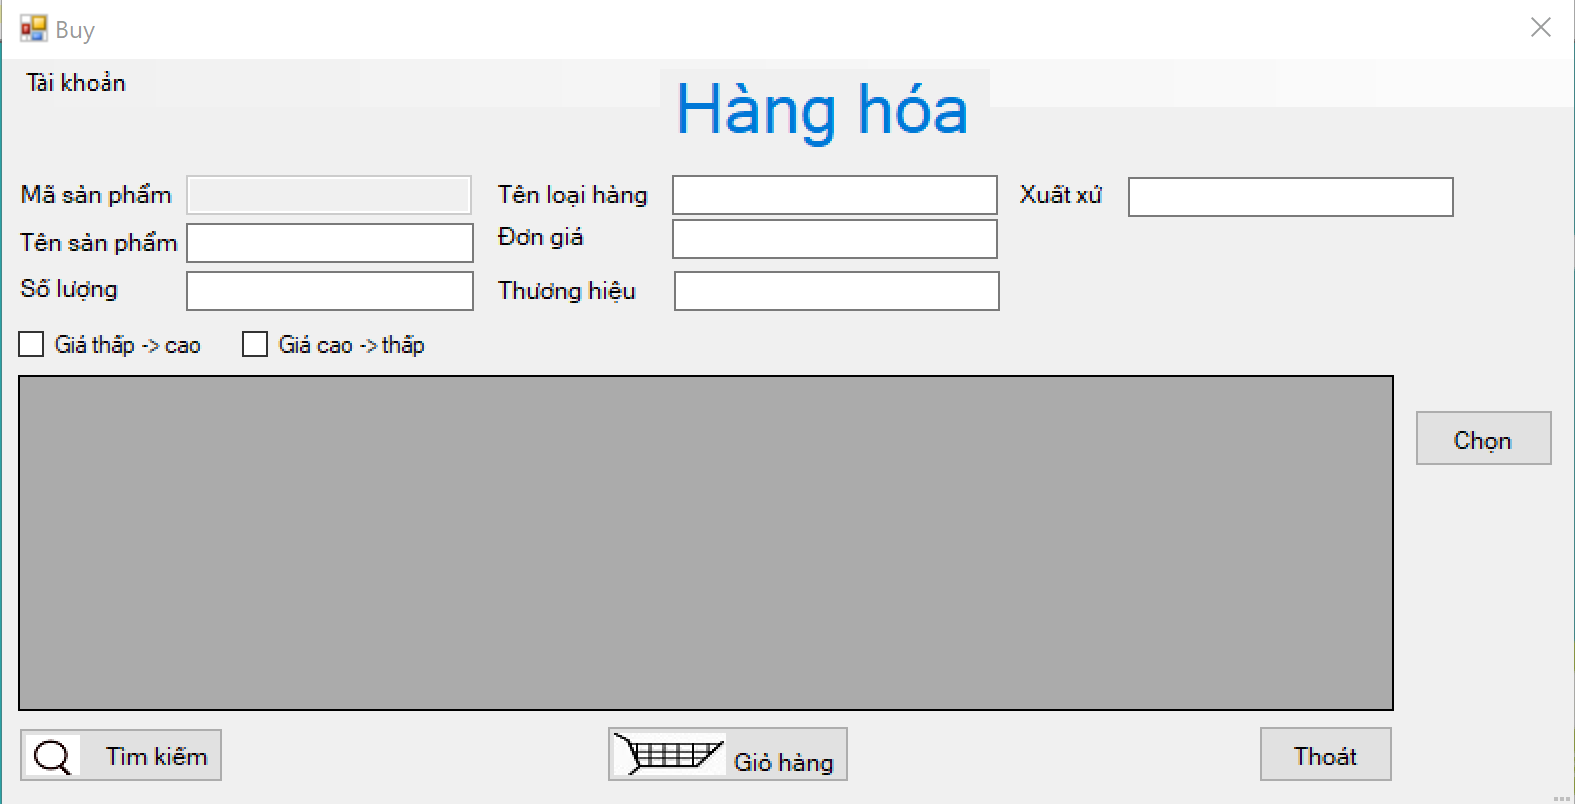 Buy
Tài khoản
Hàng hóa
Mã sản phẩm
Tên loại hàng
Xuất xứ
Tên sản phẩm
Đơn giá
Số lượng
Thương hiệu
Giá thấp -> cao
Giá cao -> thấp
Chọn
Tìm kiếm
Giỏ hàng
Thoát